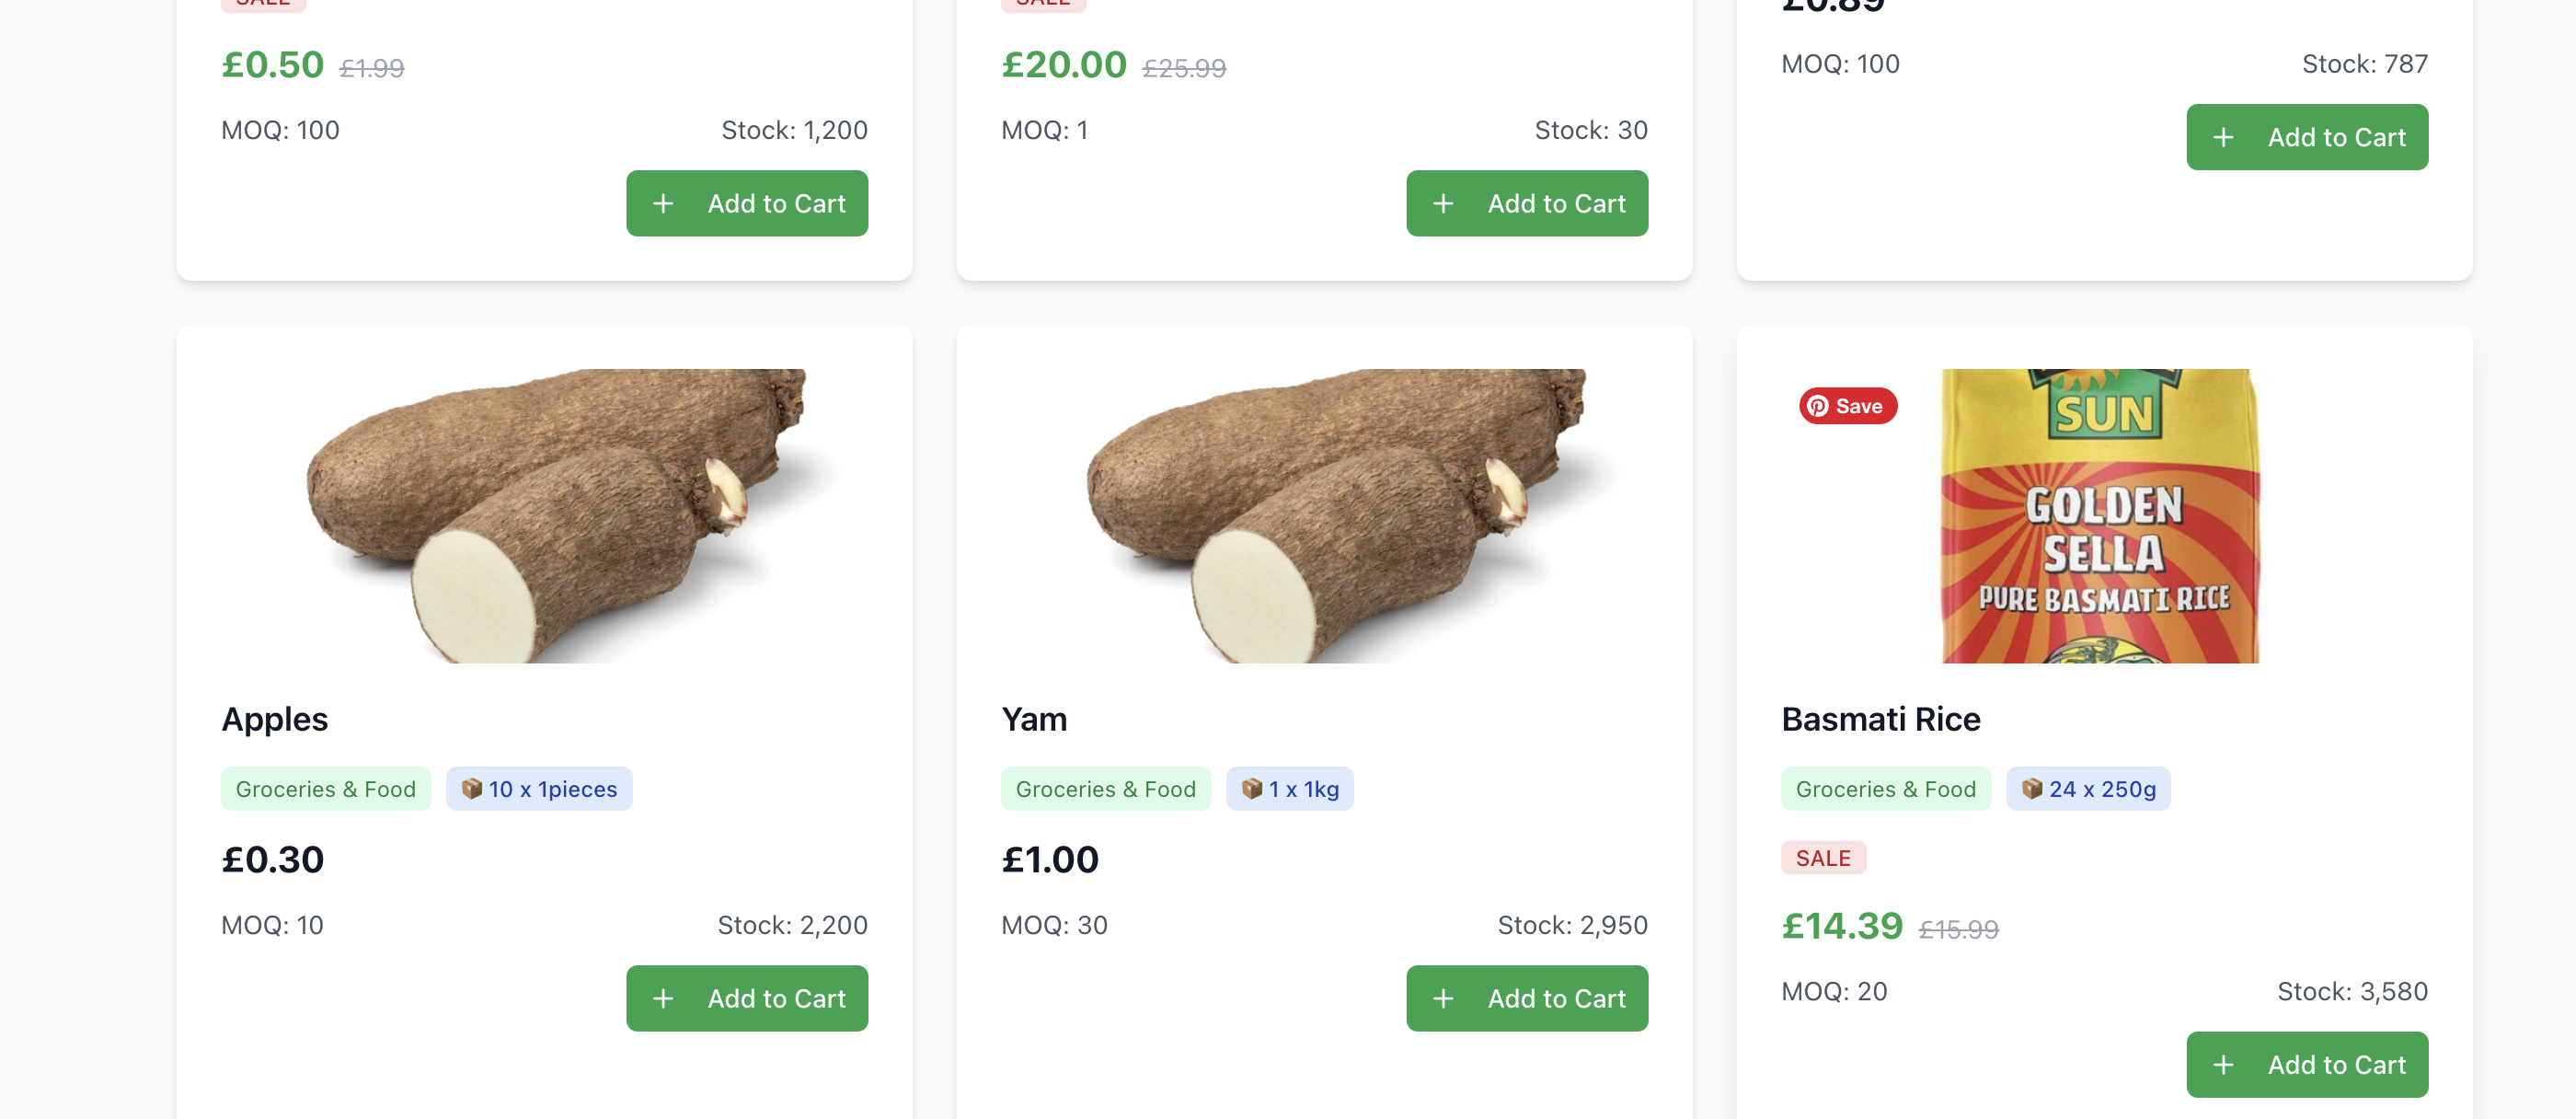 SALE
SALE
£0.89
£0.50 £1.99
£20.00 £25.99
MOQ: 100 Stock: 787
MOQ: 100 Stock: 1,200
MOQ: 1 Stock: 30
+ Add to Cart
+ Add to Cart
+ Add to Cart
Save
SUN
GOLDEN
SELLA
PURE BASMATI RICE
Apples
Groceries & Food 📦 10 x 1pieces
£0.30
MOQ: 10 Stock: 2,200
+ Add to Cart
Yam
Groceries & Food 📦 1 x 1kg
£1.00
MOQ: 30 Stock: 2,950
+ Add to Cart
Basmati Rice
Groceries & Food 📦 24 x 250g
SALE
£14.39 £15.99
MOQ: 20 Stock: 3,580
+ Add to Cart